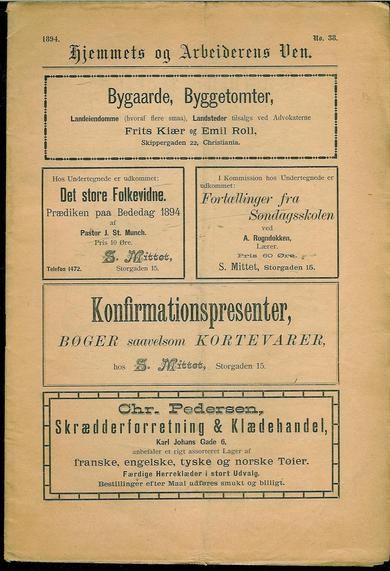 1894.
No. 38.
Hjemmets og Arbeiderens Ven.
Bygaarde, Byggetomter,
Landeiendomme (hvoraf flere smaa), Landsteder tilsalgs ved Advokaterne
Frits Kiær og Emil Roll,
Skippergaden 22, Christiania.
Hos Undertegnede er udkommet:
Det store Folkevidne.
Prædiken paa Bededag 1894
af
Pastor J. St. Munch.
Pris 10 Øre.
S. Mittet,
Telefon 1472. Storgaden 15.
I Kommission hos Undertegnede er
udkommet:
Fortællinger fra
Søndagsskolen
ved
A. Rogndokken,
Lærer.
Pris 60 Øre.
S. Mittet, Storgaden 15.
Konfirmationspresenter,
BØGER saavelsom KORTEVARER,
hos S. Mittet, Storgaden 15.
Chr. Pedersen,
Skrædderforretning & Klædehandel,
Karl Johans Gade 6,
anbefaler et rigt assorteret Lager af
franske, engelske, tyske og norske Tøier.
Færdige Herreklæder i stort Udvalg.
Bestillinger efter Maal udføres smukt og billigt.